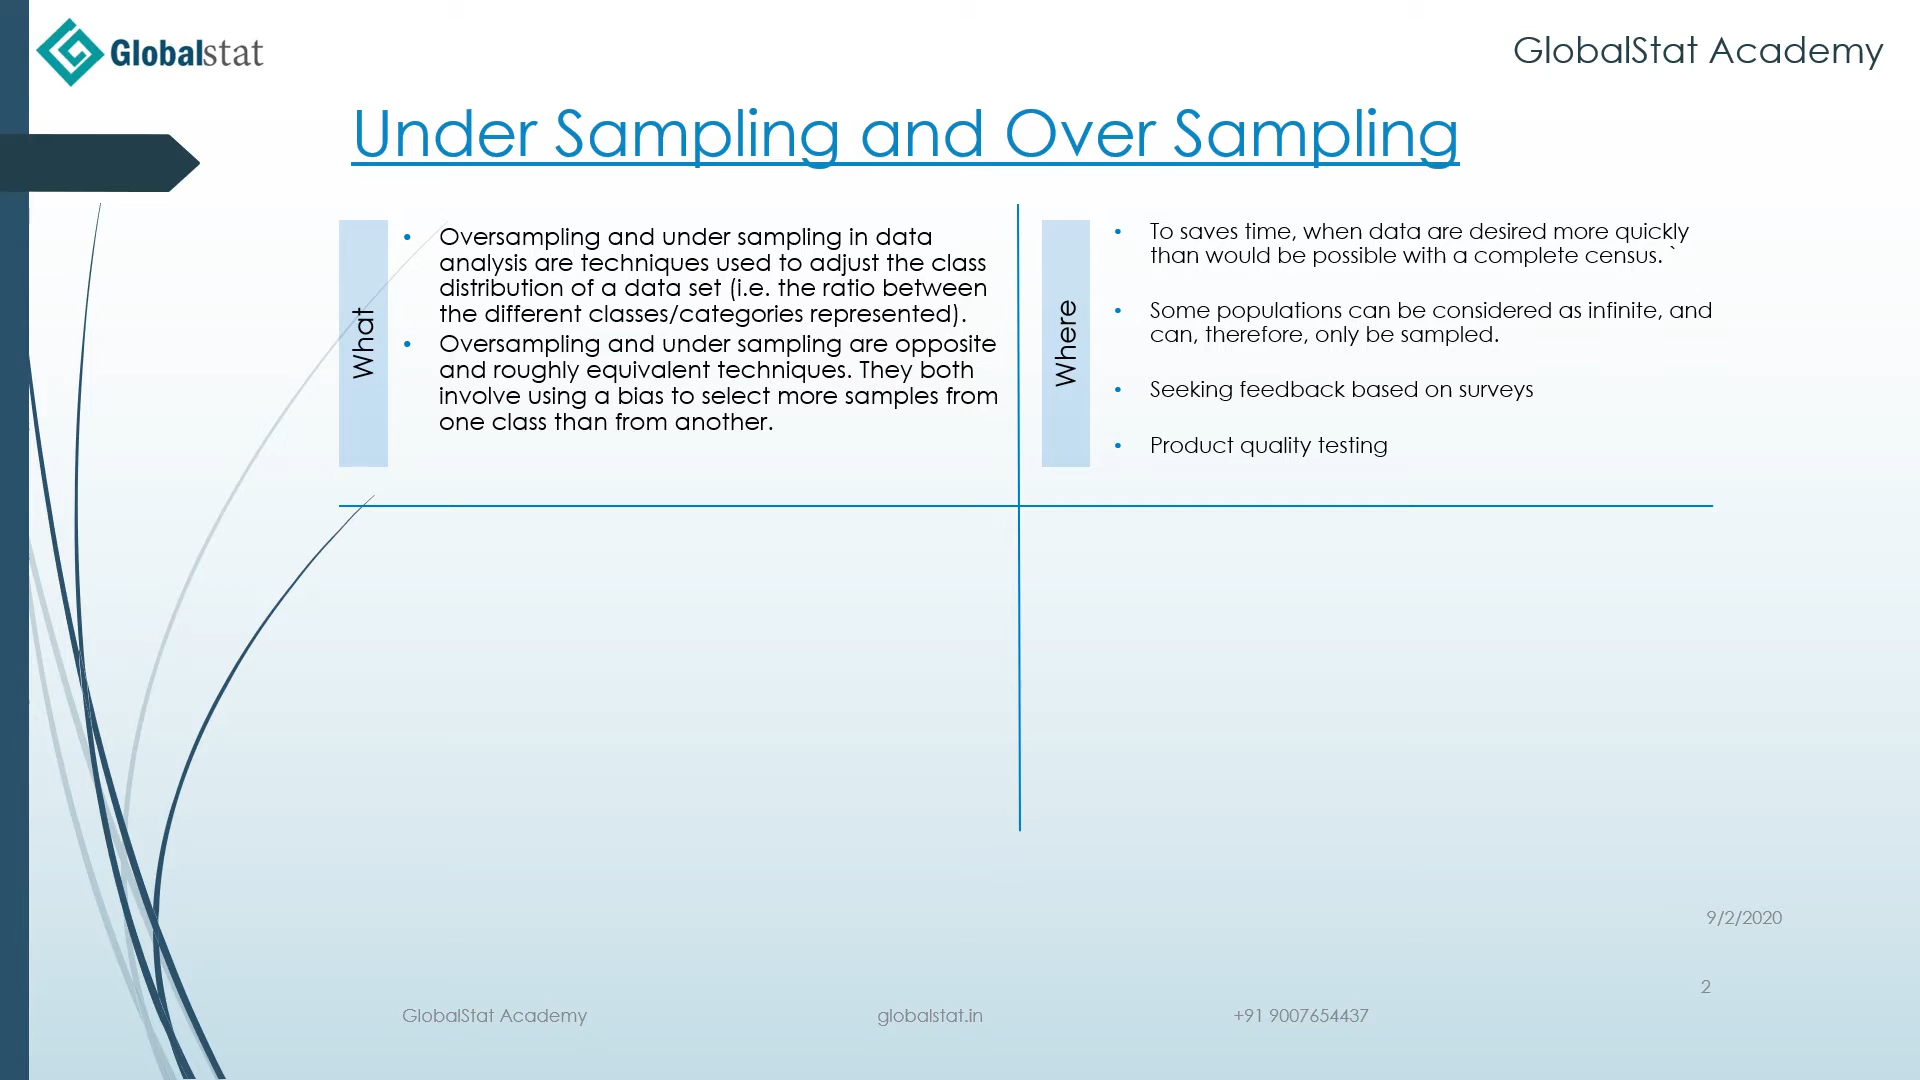 Globalstat
GlobalStat Academy
Under Sampling and Over Sampling
What
• Oversampling and under sampling in data
analysis are techniques used to adjust the class
distribution of a data set (i.e. the ratio between
the different classes/categories represented).
• Oversampling and under sampling are opposite
and roughly equivalent techniques. They both
involve using a bias to select more samples from
one class than from another.
Where
• To saves time, when data are desired more quickly
than would be possible with a complete census. `
• Some populations can be considered as infinite, and
can, therefore, only be sampled.
• Seeking feedback based on surveys
• Product quality testing
9/2/2020
2
GlobalStat Academy
globalstat.in
+91 9007654437